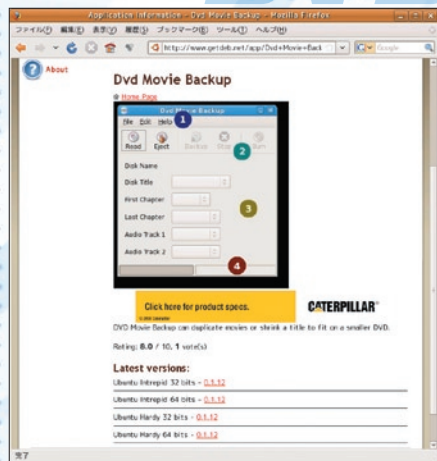 Application Information - Dvd Movie Backup - Mozilla Firefox
ファイル(F) 編集(E) 表示(V) 履歴(S) ブックマーク(B) ツール(T) ヘルプ(H)
http://www.getdeb.net/app/Dvd+Movie+Back
Google
About
Dvd Movie Backup
Home Page
Dvd Movie Backup
File Edit Help
1
Read Eject Backup Stop Burn
2
Disk Name
Disk Title
First Chapter
3
Last Chapter
Audio Track 1
Audio Track 2
4
Click here for product specs.
CATERPILLAR®
DVD Movie Backup can duplicate movies or shrink a title to fit on a smaller DVD.
Rating: 8.0 / 10, 1 vote(s)
Latest versions:
Ubuntu Intrepid 32 bits - 0.1.12
Ubuntu Intrepid 64 bits - 0.1.12
Ubuntu Hardy 32 bits - 0.1.12
Ubuntu Hardy 64 bits - 0.1.12
完了